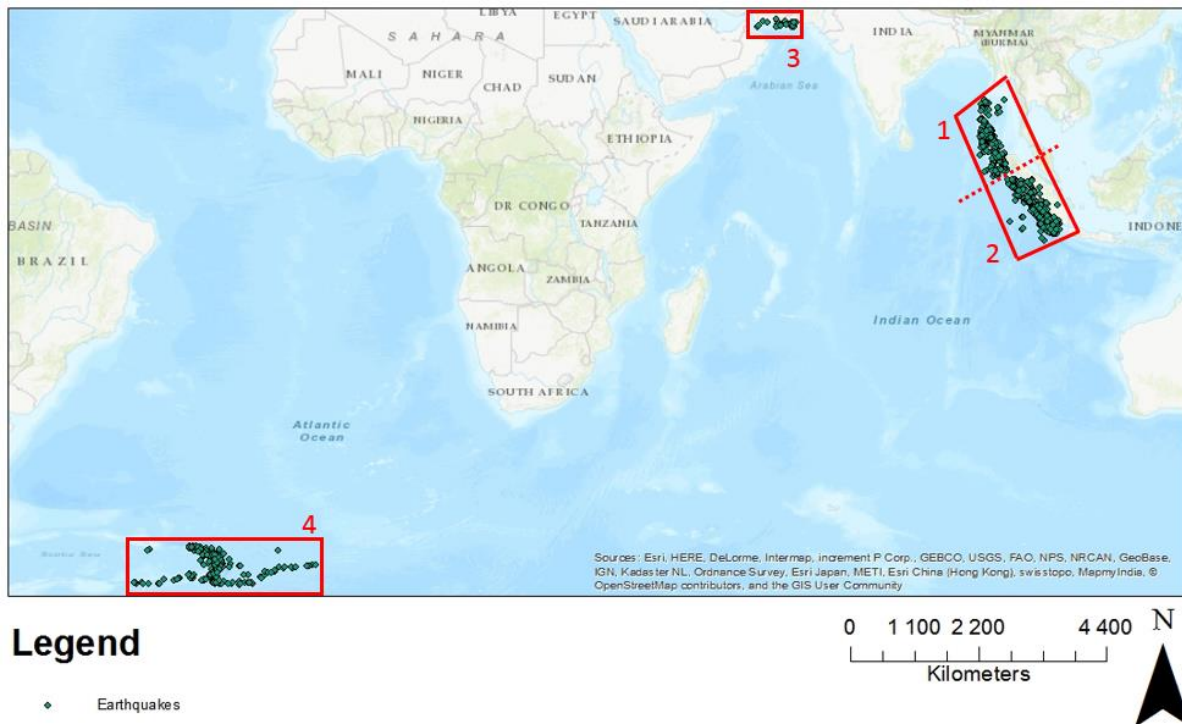 LIBYA
EGYPT
SAUDI ARABIA
SAHARA
INDIA
MYANMAR
(BURMA)
3
MALI
NIGER
CHAD
SUDAN
Arabian Sea
NIGERIA
ETHIOPIA
1
DR CONGO
TANZANIA
BASIN
BRAZIL
INDONE
2
ANGOLA
ZAMBIA
NAMIBIA
Indian Ocean
SOUTH AFRICA
Atlantic
Ocean
4
Scotia Sea
Sources: Esri, HERE, DeLorme, Intermap, increment P Corp., GEBCO, USGS, FAO, NPS, NRCAN, GeoBase,
IGN, Kadaster NL, Ordnance Survey, Esri Japan, METI, Esri China (Hong Kong), swisstopo, MapmyIndia, ©
OpenStreetMap contributors, and the GIS User Community
Legend
Earthquakes
0 1 100 2 200 4 400
Kilometers
N